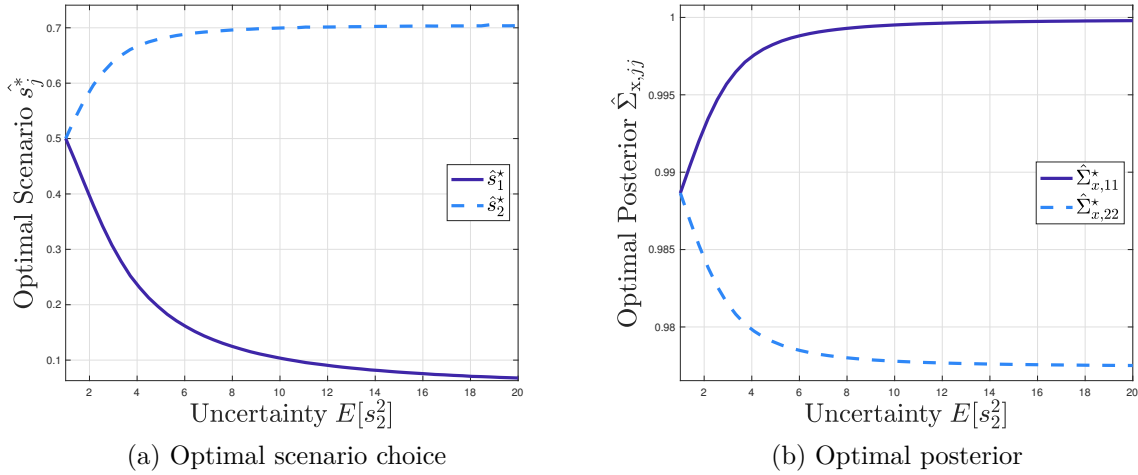 Optimal Scenario ŝ*_j
0.7
0.6
0.5
0.4
0.3
0.2
0.1
ŝ₁*
ŝ₂*
2 4 6 8 10 12 14 16 18 20
Uncertainty E[s₂²]
(a) Optimal scenario choice
Optimal Posterior Σ̂_{x,jj}
1
0.995
0.99
0.985
0.98
Σ̂*_{x,11}
Σ̂*_{x,22}
2 4 6 8 10 12 14 16 18 20
Uncertainty E[s₂²]
(b) Optimal posterior